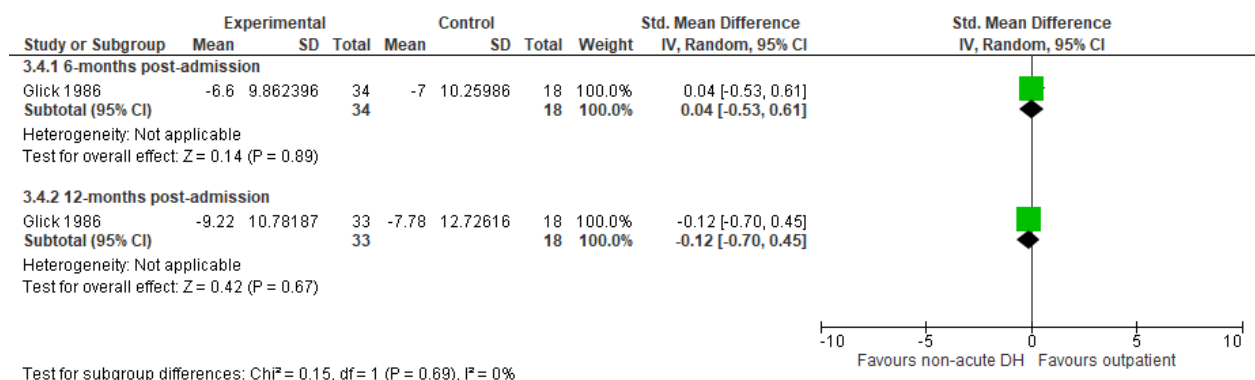 Experimental Control Std. Mean Difference Std. Mean Difference
Study or Subgroup Mean SD Total Mean SD Total Weight IV, Random, 95% CI IV, Random, 95% CI
3.4.1 6-months post-admission
Glick 1986 -6.6 9.862396 34 -7 10.25986 18 100.0% 0.04 [-0.53, 0.61]
Subtotal (95% CI) 34 18 100.0% 0.04 [-0.53, 0.61]
Heterogeneity: Not applicable
Test for overall effect: Z = 0.14 (P = 0.89)
3.4.2 12-months post-admission
Glick 1986 -9.22 10.78187 33 -7.78 12.72616 18 100.0% -0.12 [-0.70, 0.45]
Subtotal (95% CI) 33 18 100.0% -0.12 [-0.70, 0.45]
Heterogeneity: Not applicable
Test for overall effect: Z = 0.42 (P = 0.67)
-10 -5 0 5 10
Favours non-acute DH Favours outpatient
Test for subgroup differences: Chi² = 0.15, df = 1 (P = 0.69), I² = 0%